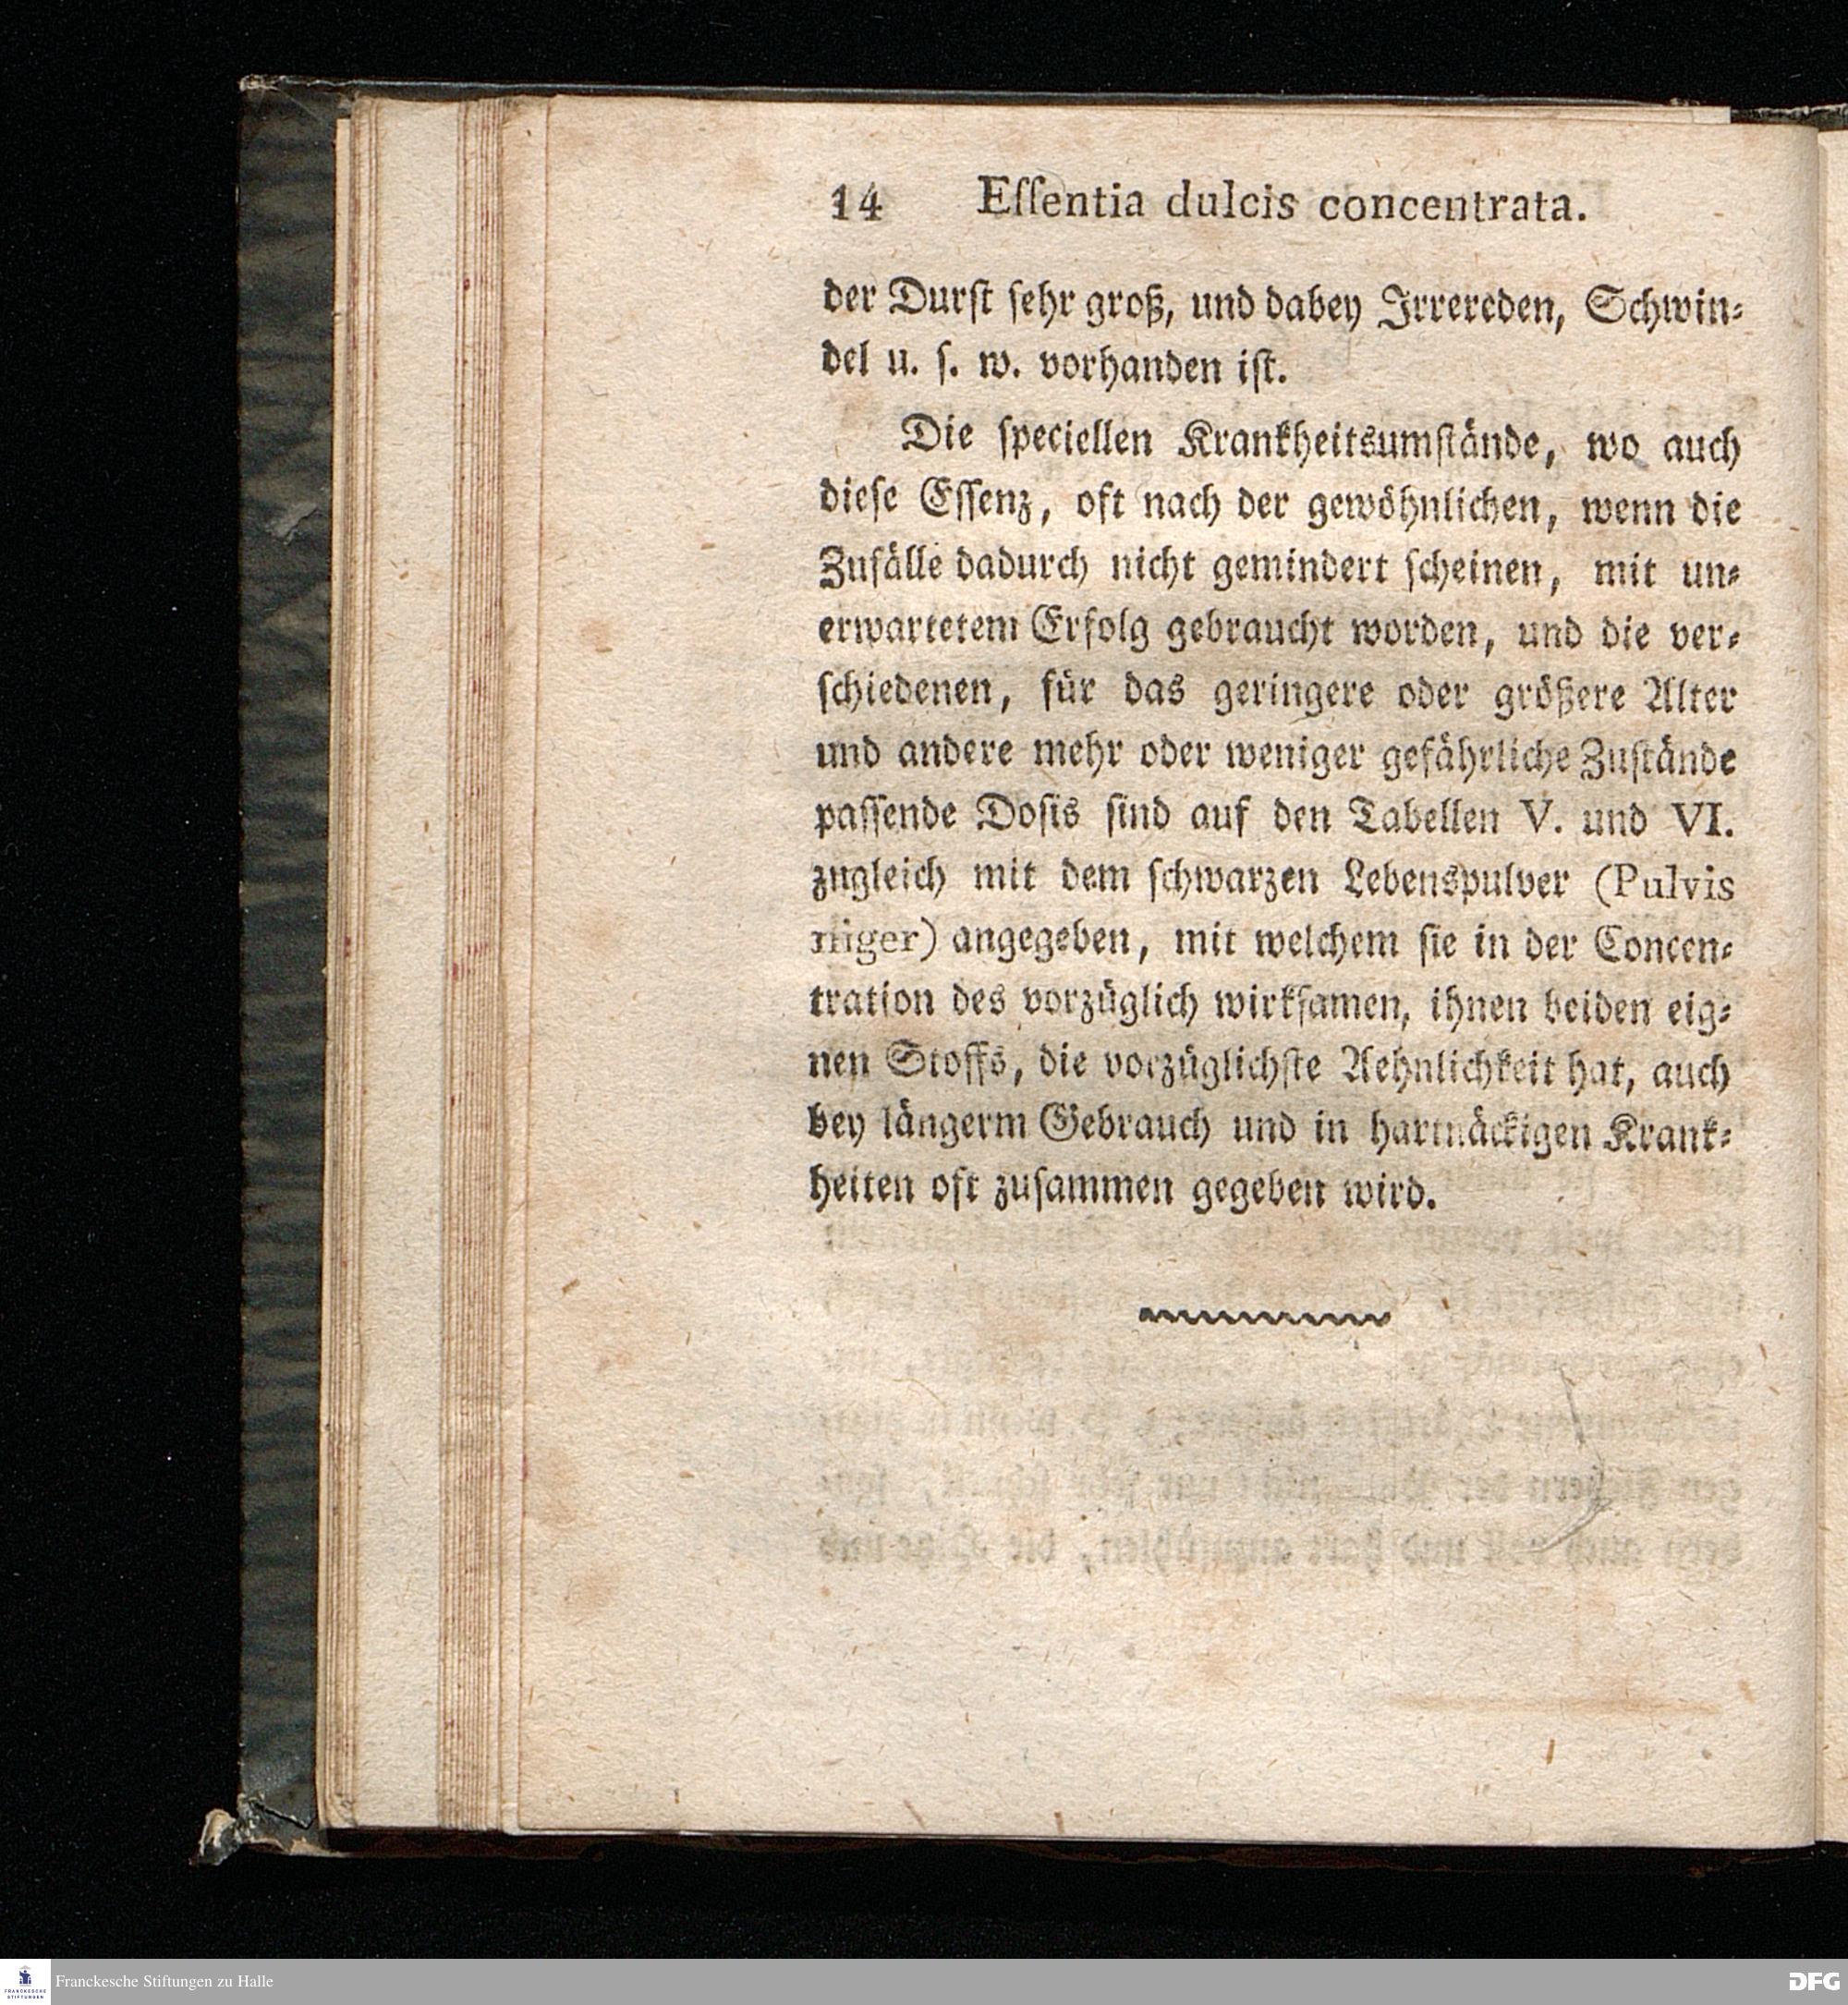 14 Eſſentia dulcis concentrata.
der Durſt ſehr groß, und dabey Irrereden, Schwin⸗
del u. ſ. w. vorhanden iſt.
Die ſpeciellen Krankheitsumſtände, wo auch
dieſe Eſſenz, oft nach der gewöhnlichen, wenn die
Zufälle dadurch nicht gemindert ſcheinen, mit un⸗
erwartetem Erfolg gebraucht worden, und die ver⸗
ſchiedenen, für das geringere oder größere Alter
und andere mehr oder weniger gefährliche Zuſtände
paſſende Doſis ſind auf den Tabellen V. und VI.
zugleich mit dem ſchwarzen Lebenspulver (Pulvis
niger) angegeben, mit welchem ſie in der Concen⸗
tration des vorzüglich wirkſamen, ihnen beiden eig⸗
nen Stoffs, die vorzüglichſte Aehnlichkeit hat, auch
bey längerm Gebrauch und in hartnäckigen Krank⸗
heiten oft zuſammen gegeben wird.
FRANCKESCHE
STIFTUNGEN
Franckesche Stiftungen zu Halle
DFG